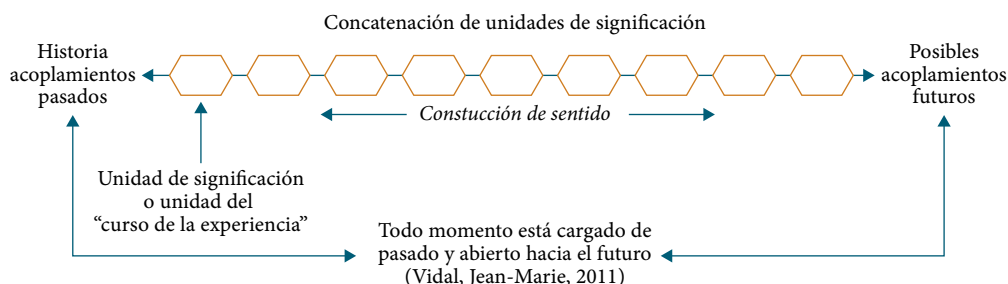 Concatenación de unidades de significación
Historia
acoplamientos
pasados
Posibles
acoplamientos
futuros
Constucción de sentido
Unidad de significación
o unidad del
“curso de la experiencia”
Todo momento está cargado de
pasado y abierto hacia el futuro
(Vidal, Jean-Marie, 2011)